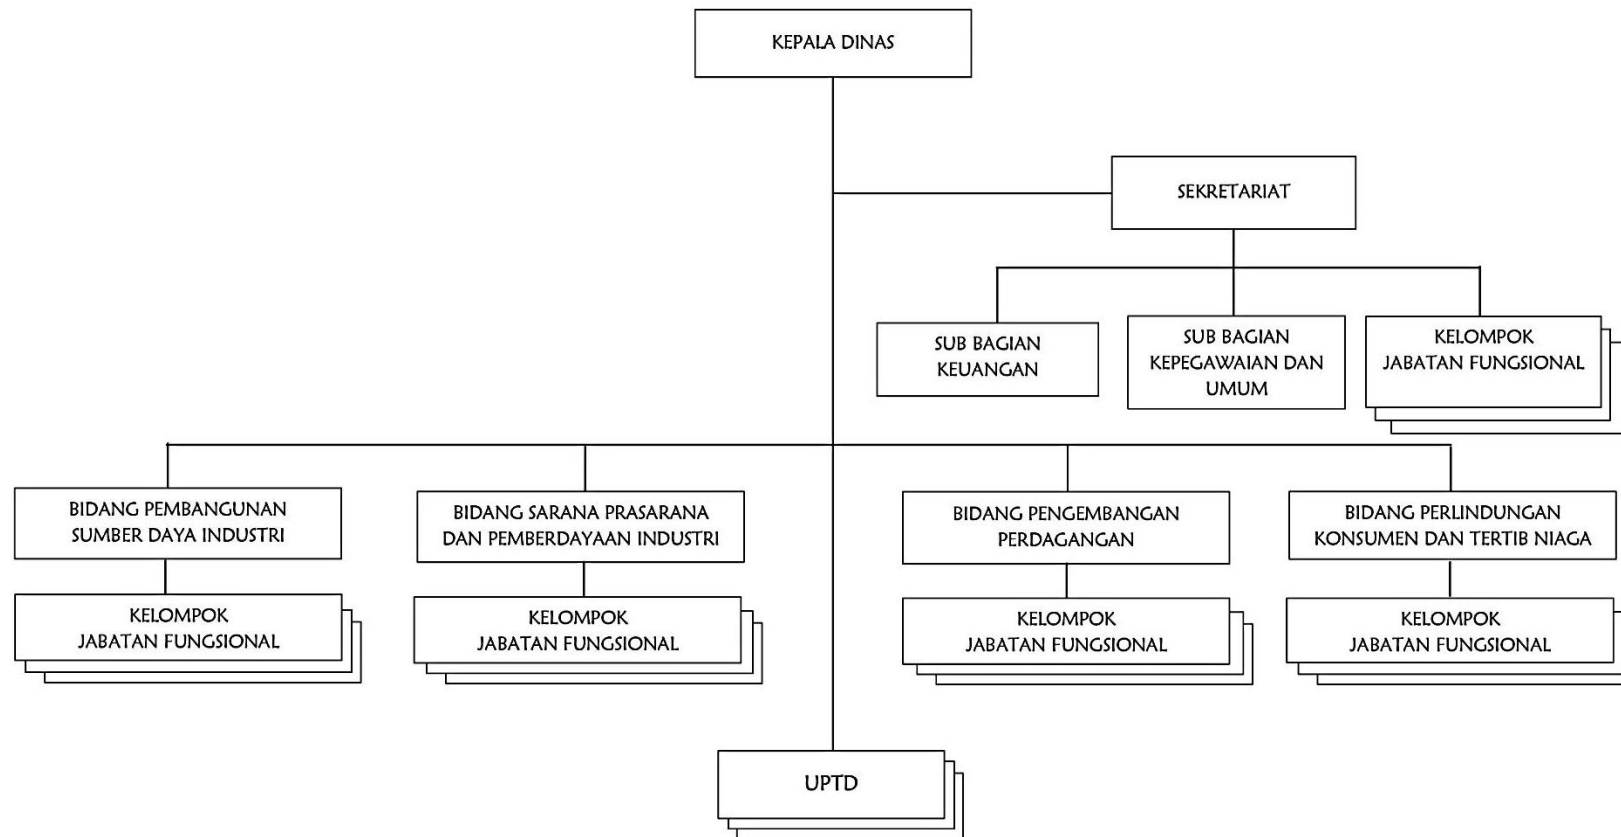 KEPALA DINAS
SEKRETARIAT
SUB BAGIAN
KEUANGAN
SUB BAGIAN
KEPEGAWAIAN DAN
UMUM
KELOMPOK
JABATAN FUNGSIONAL
BIDANG PEMBANGUNAN
SUMBER DAYA INDUSTRI
BIDANG SARANA PRASARANA
DAN PEMBERDAYAAN INDUSTRI
BIDANG PENGEMBANGAN
PERDAGANGAN
BIDANG PERLINDUNGAN
KONSUMEN DAN TERTIB NIAGA
KELOMPOK
JABATAN FUNGSIONAL
KELOMPOK
JABATAN FUNGSIONAL
KELOMPOK
JABATAN FUNGSIONAL
KELOMPOK
JABATAN FUNGSIONAL
UPTD